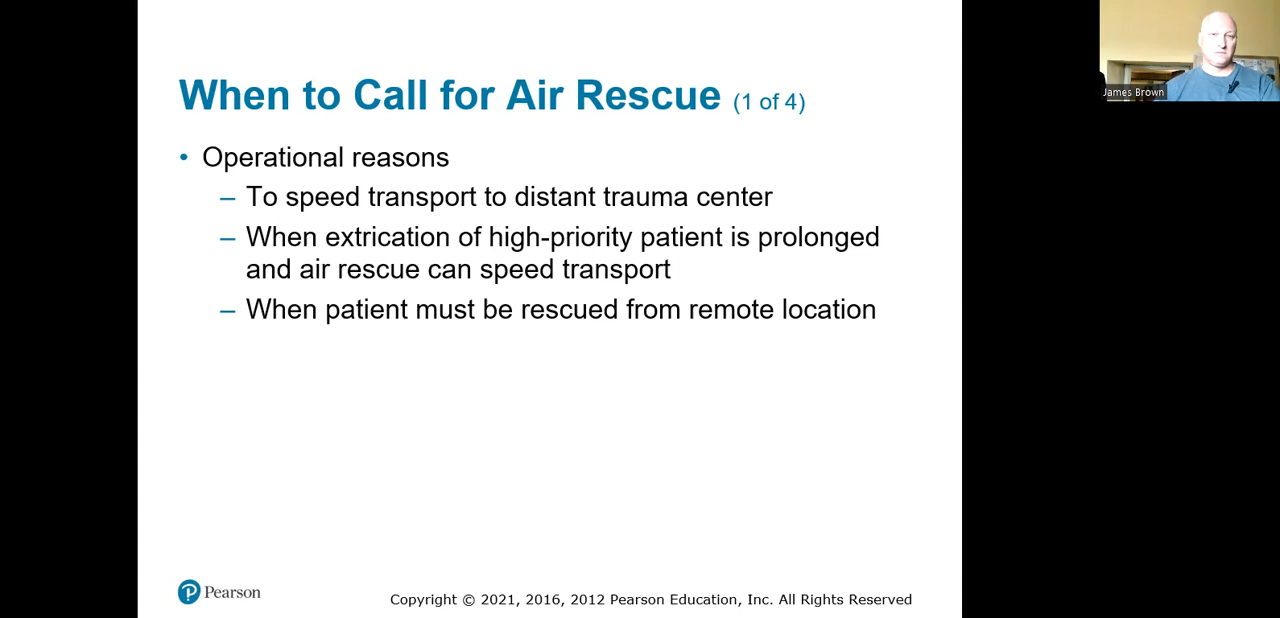 When to Call for Air Rescue (1 of 4)
• Operational reasons
– To speed transport to distant trauma center
– When extrication of high-priority patient is prolonged
and air rescue can speed transport
– When patient must be rescued from remote location
Pearson
Copyright © 2021, 2016, 2012 Pearson Education, Inc. All Rights Reserved
James Brown